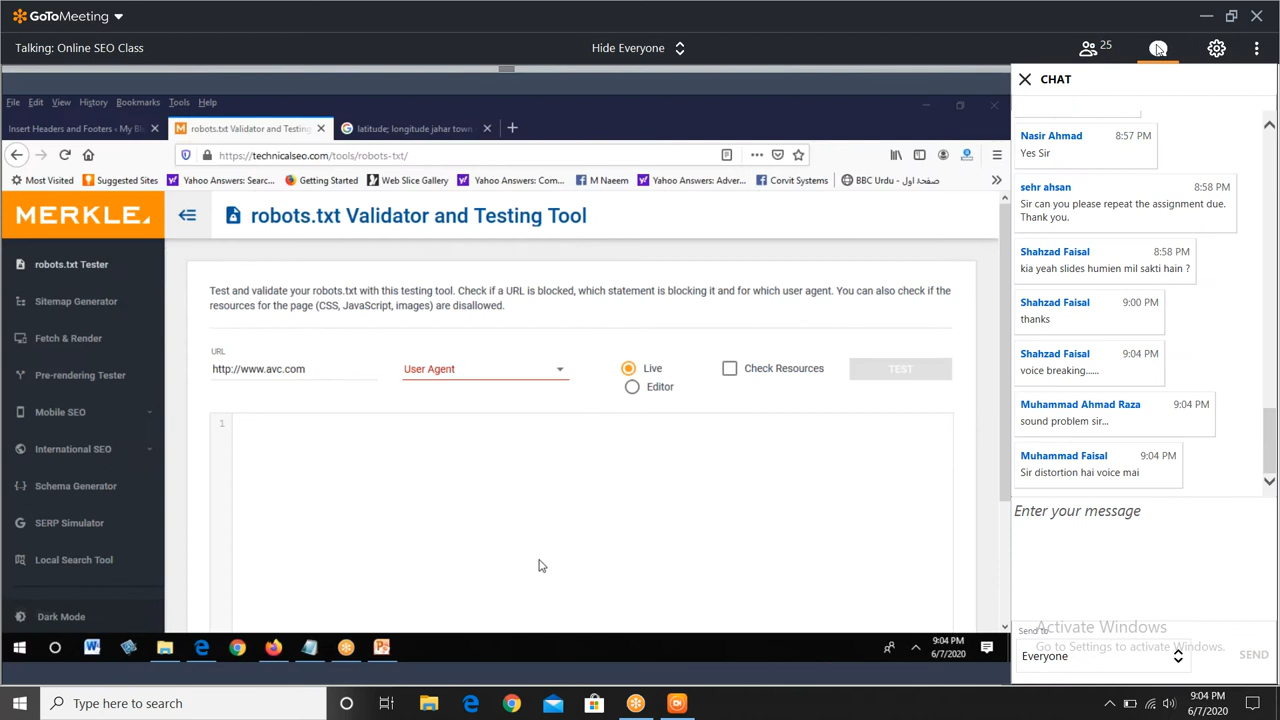 GoToMeeting
Talking: Online SEO Class
Hide Everyone
25
CHAT
File Edit View History Bookmarks Tools Help
Insert Headers and Footers ‹ My Bl
robots.txt Validator and Testing
latitude; longitude jahar town
https://technicalseo.com/tools/robots-txt/
Most Visited
Suggested Sites
Yahoo Answers: Searc...
Getting Started
Web Slice Gallery
Yahoo Answers: Com...
M Naeem
Yahoo Answers: Adver...
Corvit Systems
BBC Urdu - صفحۂ اول
MERKLE
robots.txt Validator and Testing Tool
robots.txt Tester
Sitemap Generator
Fetch & Render
Pre-rendering Tester
Mobile SEO
International SEO
Schema Generator
SERP Simulator
Local Search Tool
Dark Mode
Test and validate your robots.txt with this testing tool. Check if a URL is blocked, which statement is blocking it and for which user agent. You can also check if the
resources for the page (CSS, JavaScript, images) are disallowed.
URL
http://www.avc.com
User Agent
Live
Editor
Check Resources
TEST
1
9:04 PM
6/7/2020
Nasir Ahmad 8:57 PM
Yes Sir
sehr ahsan 8:58 PM
Sir can you please repeat the assignment due.
Thank you.
Shahzad Faisal 8:58 PM
kia yeah slides humien mil sakti hain ?
Shahzad Faisal 9:00 PM
thanks
Shahzad Faisal 9:04 PM
voice breaking......
Muhammad Ahmad Raza 9:04 PM
sound problem sir...
Muhammad Faisal 9:04 PM
Sir distortion hai voice mai
Enter your message
Activate Windows
Go to Settings to activate Windows.
Send to
Everyone
SEND
Type here to search
9:04 PM
6/7/2020